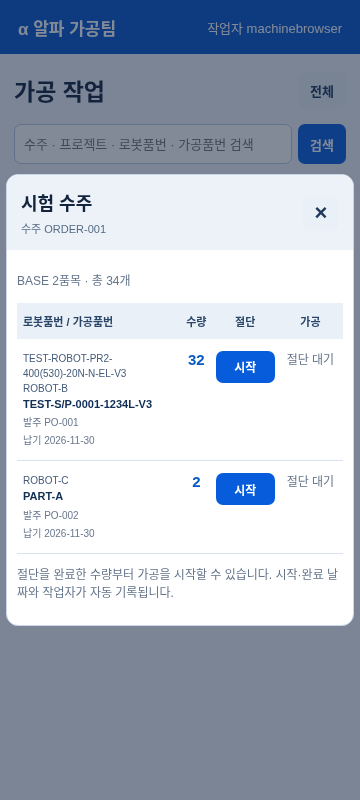 α 알파 가공팀
작업자 machinebrowser
가공 작업
전체
수주 · 프로젝트 · 로봇품번 · 가공품번 검색
검색
시험 수주
수주 ORDER-001
×
BASE 2품목 · 총 34개
로봇품번 / 가공품번 수량 절단 가공
TEST-ROBOT-PR2-
400(530)-20N-N-EL-V3
ROBOT-B
TEST-S/P-0001-1234L-V3
발주 PO-001
납기 2026-11-30
32 시작 절단 대기
ROBOT-C
PART-A
발주 PO-002
납기 2026-11-30
2 시작 절단 대기
절단을 완료한 수량부터 가공을 시작할 수 있습니다. 시작·완료 날
짜와 작업자가 자동 기록됩니다.